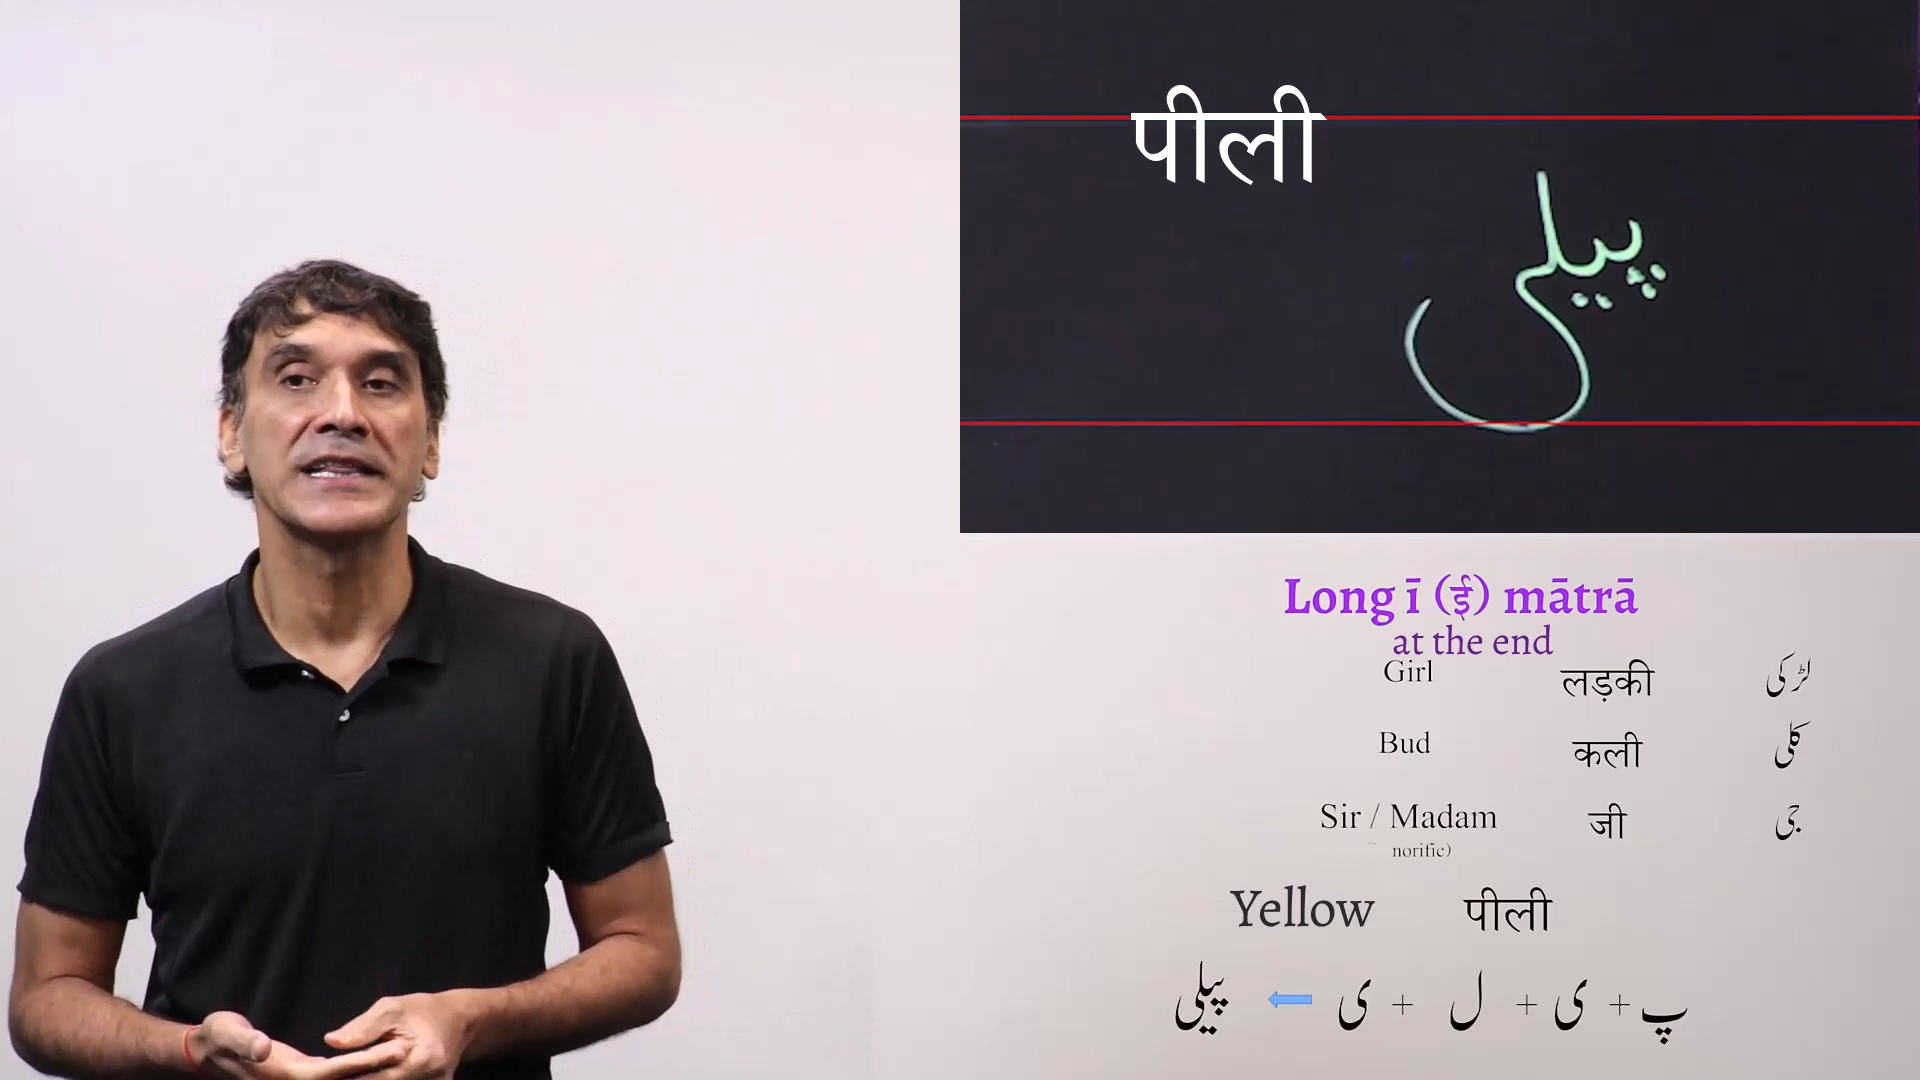 पीली
پیلی
Long ī (ई) mātrā
at the end
Girl लड़की لڑکی
Bud कली کلی
Sir / Madam जी جی
norific)
Yellow पीली
پ + ی + ل + ی ← پیلی